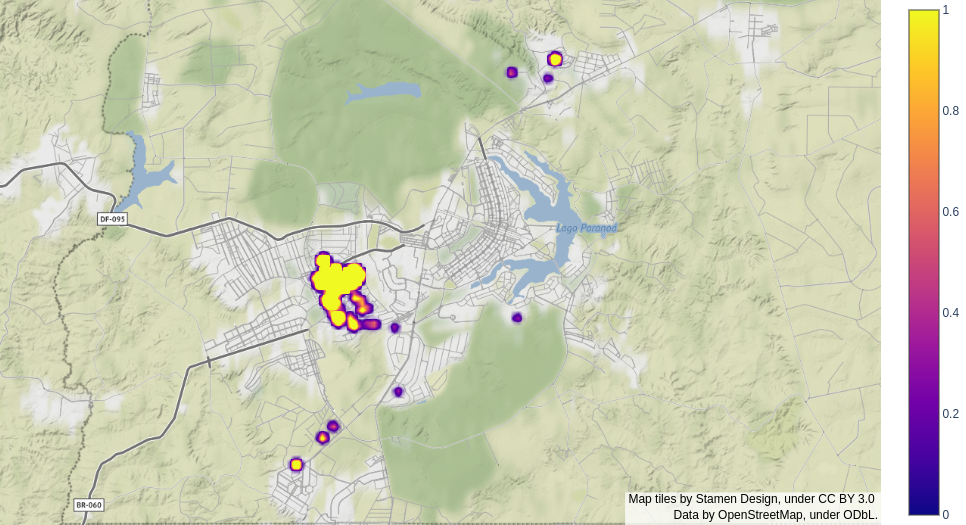 1
0.8
0.6
0.4
0.2
0
DF-095
Lago Paranoá
BR-060
Map tiles by Stamen Design, under CC BY 3.0
Data by OpenStreetMap, under ODbL.